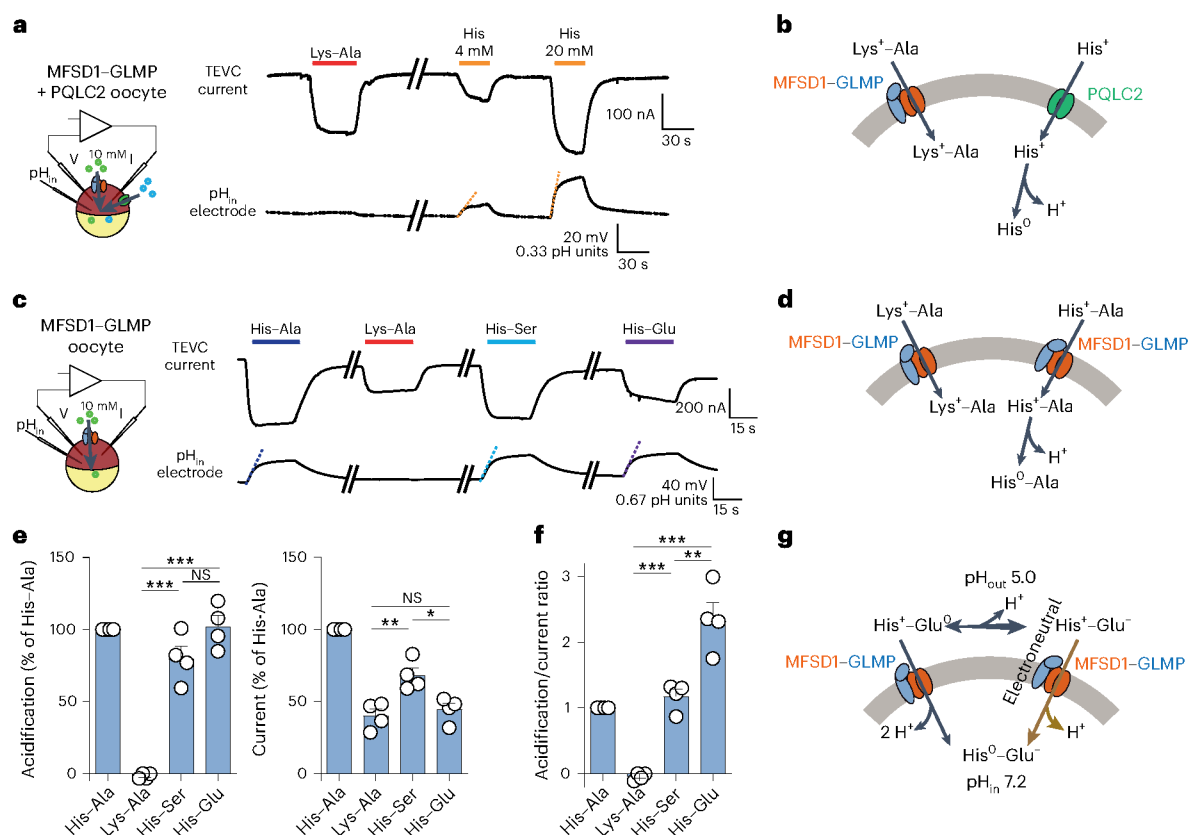 a
MFSD1–GLMP
+ PQLC2 oocyte
V
10 mM
I
pHin
TEVC
current
Lys–Ala
His
4 mM
His
20 mM
100 nA
30 s
pHin
electrode
20 mV
0.33 pH units
30 s
b
Lys+–Ala
His+
MFSD1–GLMP
PQLC2
Lys+–Ala
His+
H+
His0
c
MFSD1–GLMP
oocyte
V
10 mM
I
pHin
TEVC
current
His–Ala
Lys–Ala
His–Ser
His–Glu
200 nA
15 s
pHin
electrode
40 mV
0.67 pH units
15 s
d
Lys+–Ala
His+–Ala
MFSD1–GLMP
MFSD1–GLMP
Lys+–Ala
His+–Ala
H+
His0–Ala
e
Acidification (% of His–Ala)
150
100
50
0
***
***
NS
His–Ala
Lys–Ala
His–Ser
His–Glu
Current (% of His-Ala)
150
100
50
0
NS
**
*
His–Ala
Lys–Ala
His–Ser
His–Glu
f
Acidification/current ratio
3
2
1
0
***
***
**
His–Ala
Lys–Ala
His–Ser
His–Glu
g
pHout 5.0
H+
His+–Glu0
His+–Glu−
Electroneutral
MFSD1–GLMP
MFSD1–GLMP
2 H+
H+
His0–Glu−
pHin 7.2